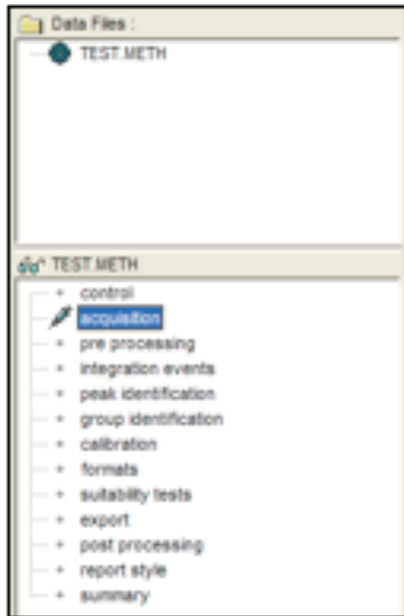 Data Files :
TEST.METH
TEST.METH
control
acquisition
pre processing
integration events
peak identification
group identification
calibration
formats
suitability tests
export
post processing
report style
summary